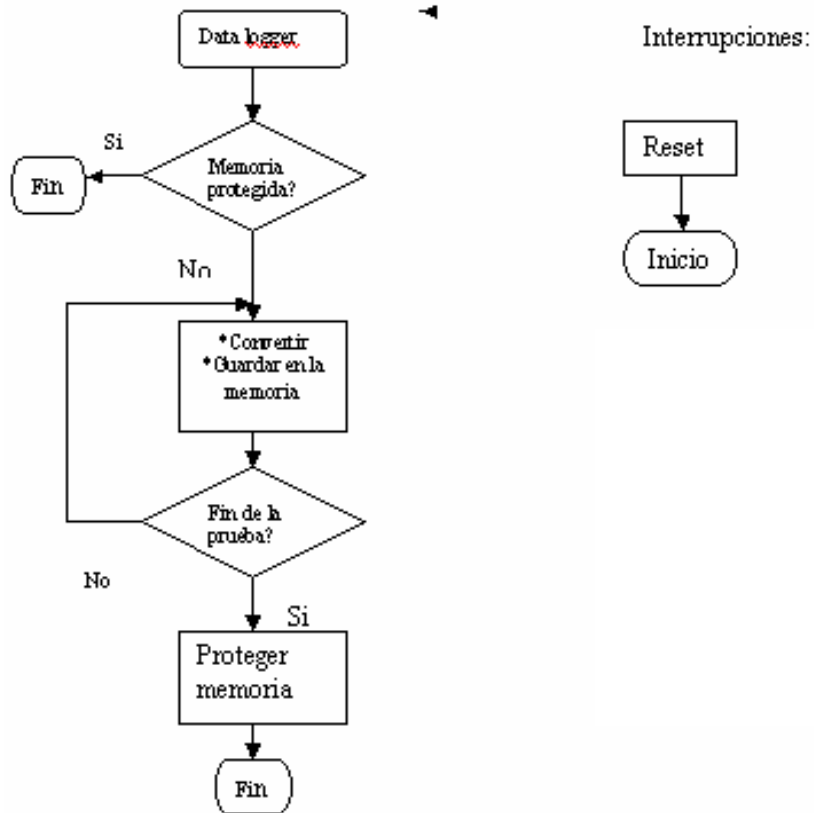 Data logger
Interrupciones:
Si
Memoria
protegida?
Fin
Reset
Inicio
No
*Convertir
*Guardar en la
memoria
Fin de la
prueba?
No
Si
Proteger
memoria
Fin